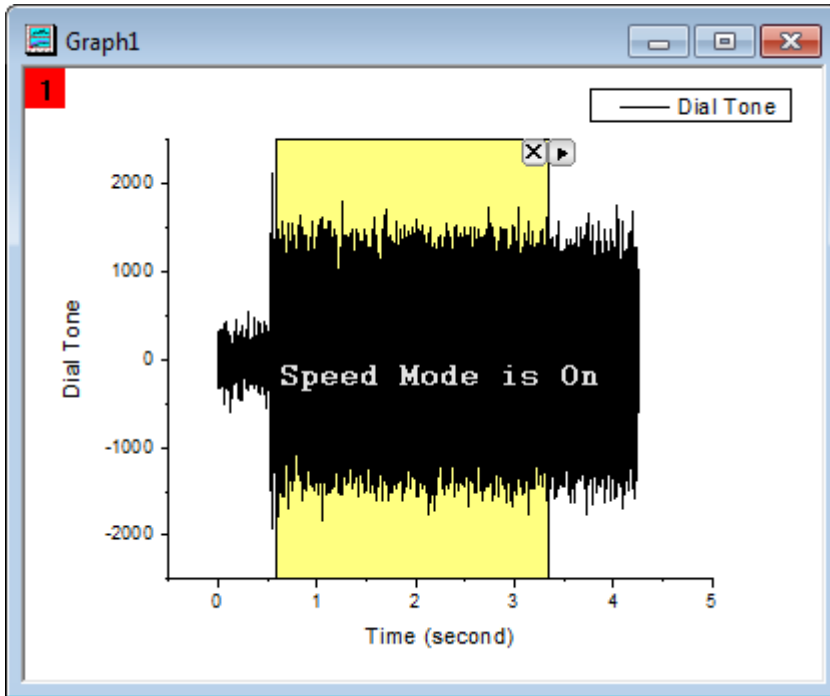 Graph1
1
Dial Tone
2000
1000
0
-1000
-2000
Dial Tone
Speed Mode is On
0 1 2 3 4 5
Time (second)